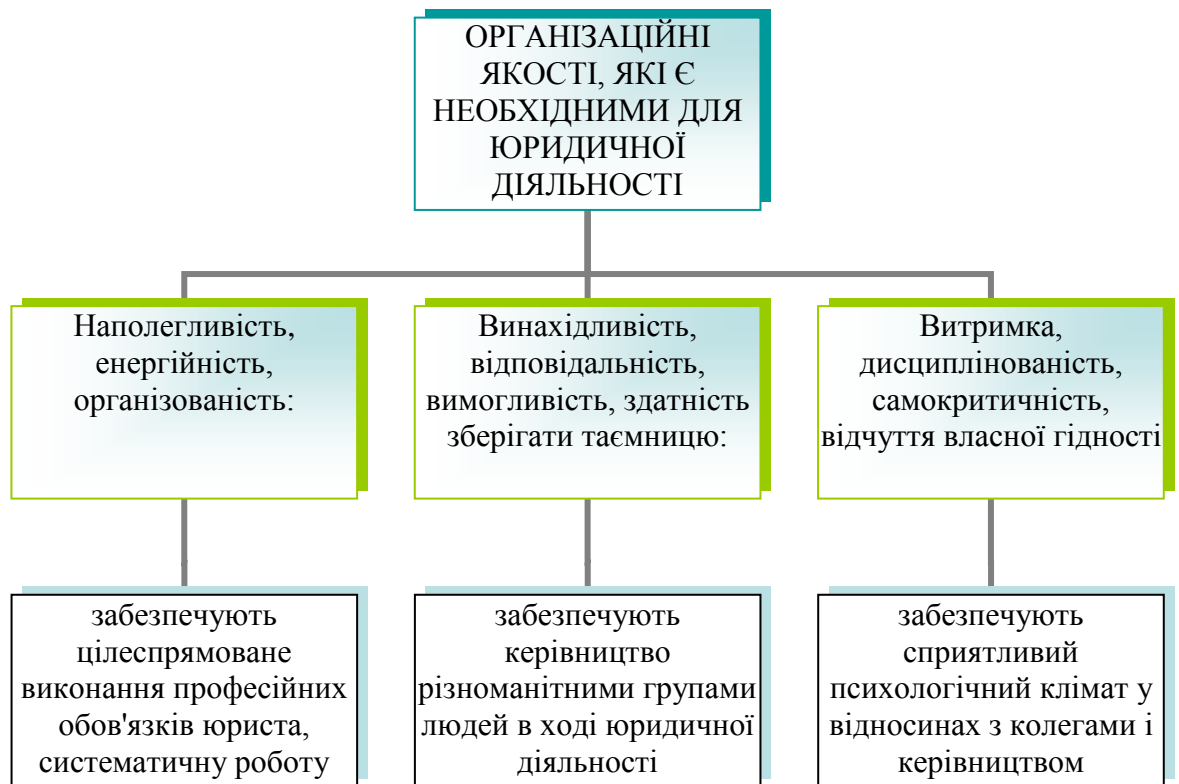 ОРГАНІЗАЦІЙНІ
ЯКОСТІ, ЯКІ Є
НЕОБХІДНИМИ ДЛЯ
ЮРИДИЧНОЇ
ДІЯЛЬНОСТІ
Наполегливість,
енергійність,
організованість:
Винахідливість,
відповідальність,
вимогливість, здатність
зберігати таємницю:
Витримка,
дисциплінованість,
самокритичність,
відчуття власної гідності
забезпечують
цілеспрямоване
виконання професійних
обов'язків юриста,
систематичну роботу
забезпечують
керівництво
різноманітними групами
людей в ході юридичної
діяльності
забезпечують
сприятливий
психологічний клімат у
відносинах з колегами і
керівництвом